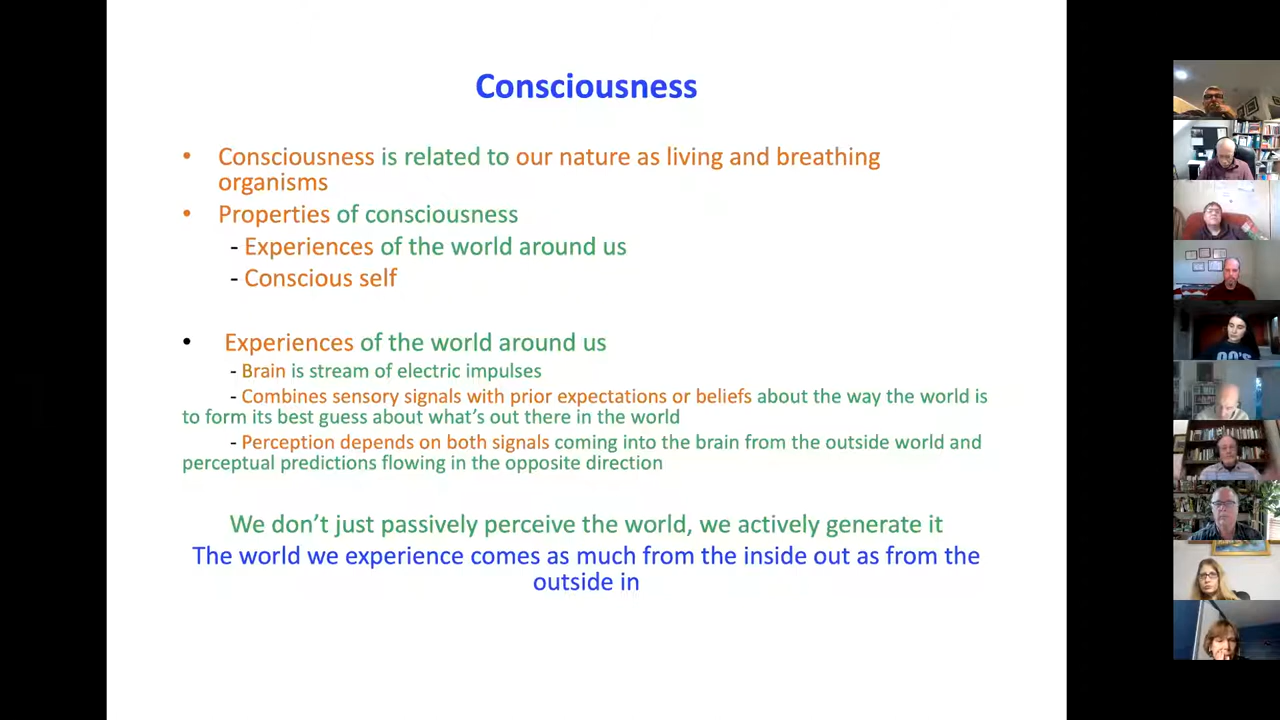 Consciousness
• Consciousness is related to our nature as living and breathing
organisms
• Properties of consciousness
- Experiences of the world around us
- Conscious self
• Experiences of the world around us
- Brain is stream of electric impulses
- Combines sensory signals with prior expectations or beliefs about the way the world is
to form its best guess about what's out there in the world
- Perception depends on both signals coming into the brain from the outside world and
perceptual predictions flowing in the opposite direction
We don't just passively perceive the world, we actively generate it
The world we experience comes as much from the inside out as from the
outside in